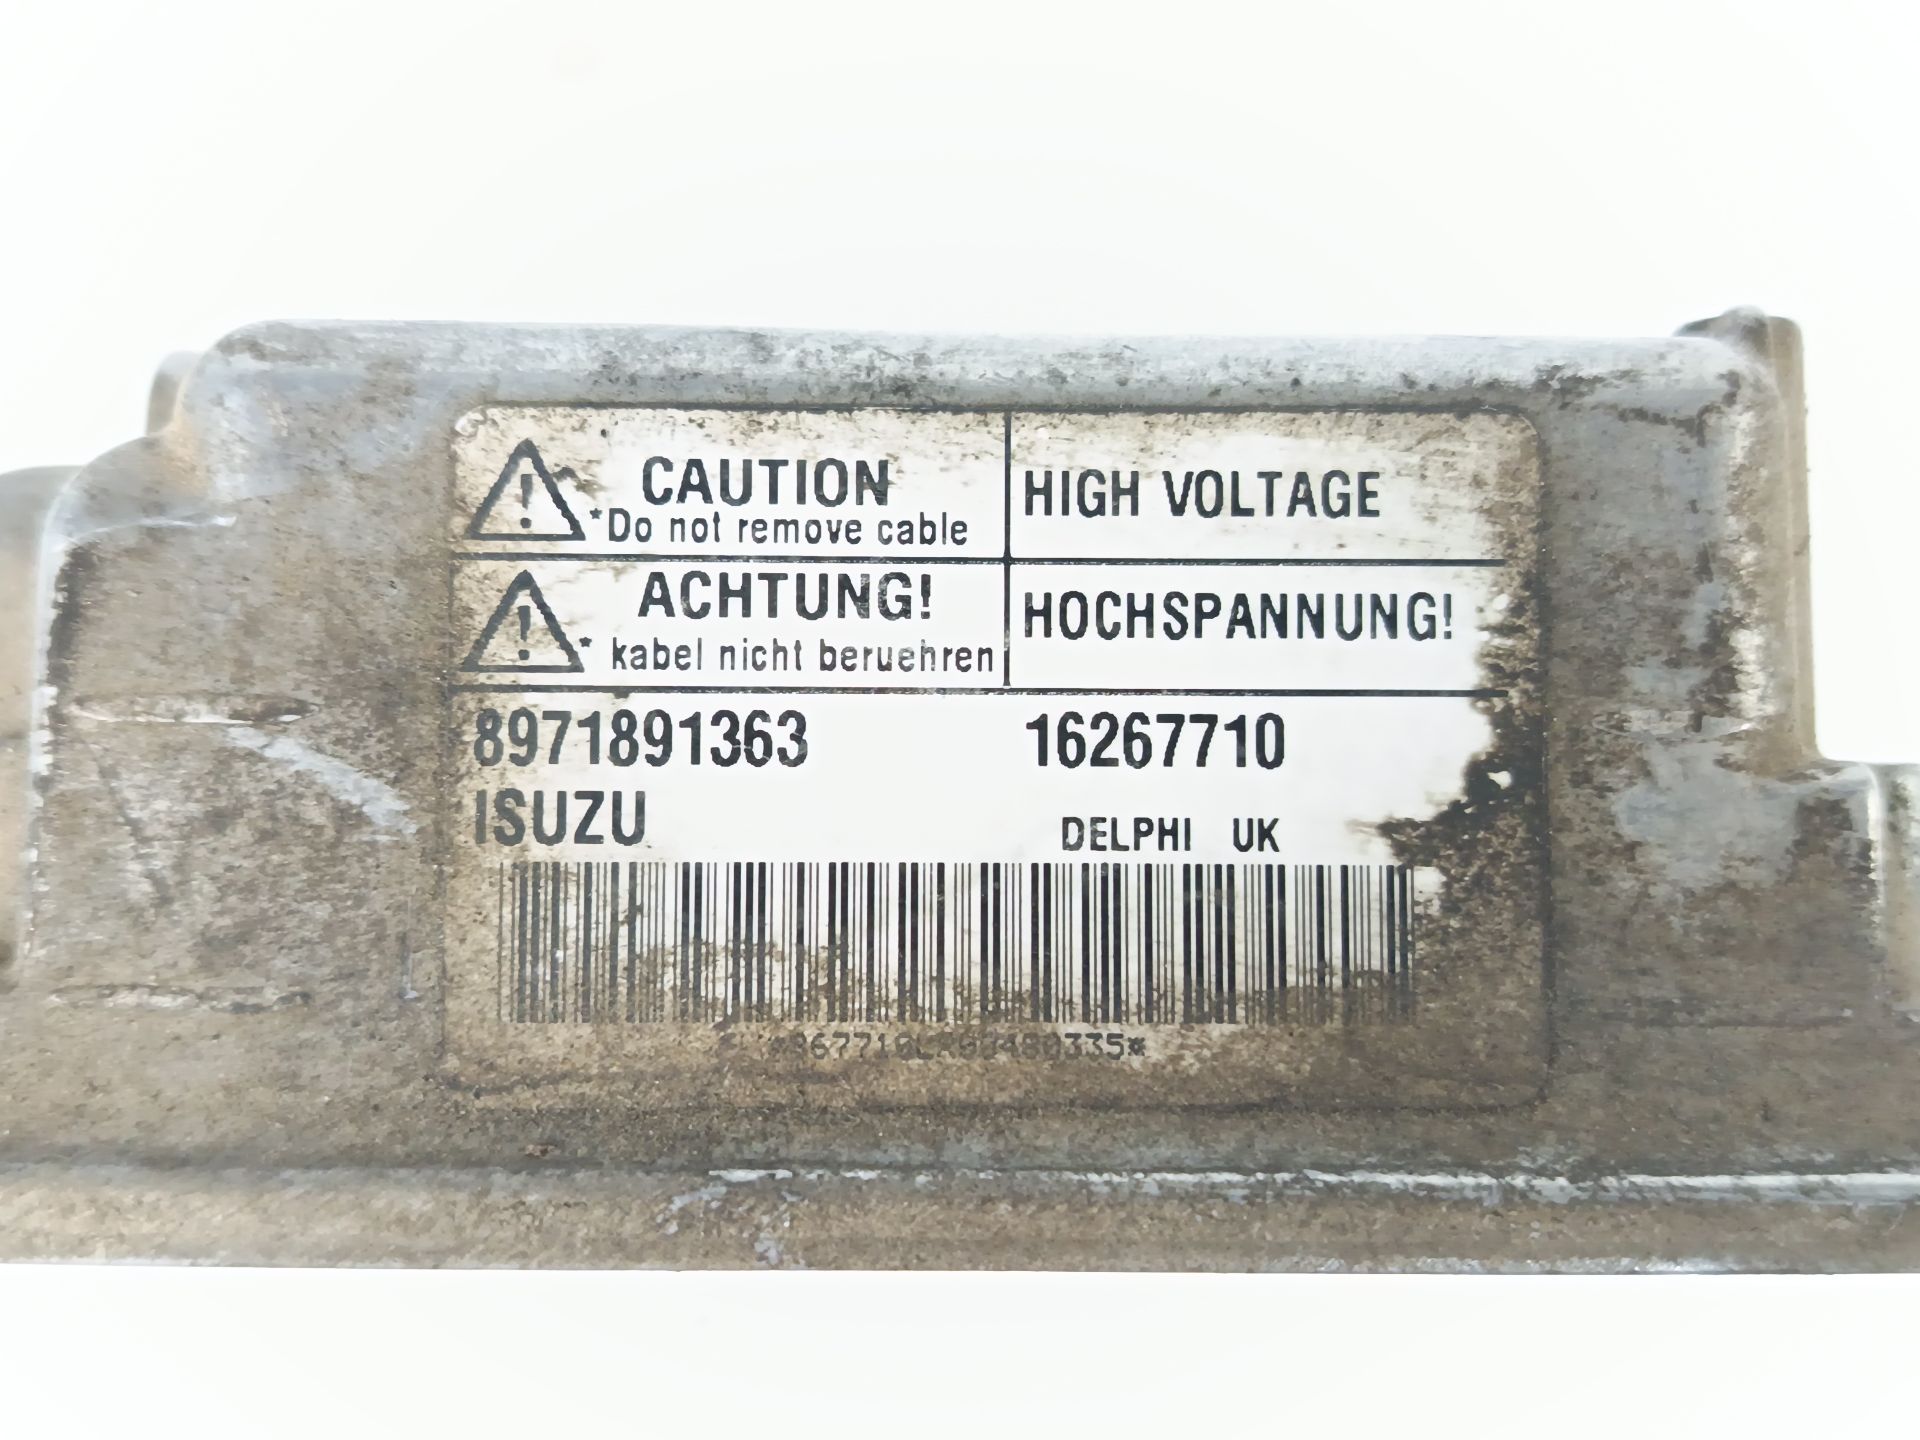 CAUTION
*Do not remove cable
HIGH VOLTAGE
ACHTUNG!
* kabel nicht beruehren
HOCHSPANNUNG!
8971891363 16267710
ISUZU DELPHI UK